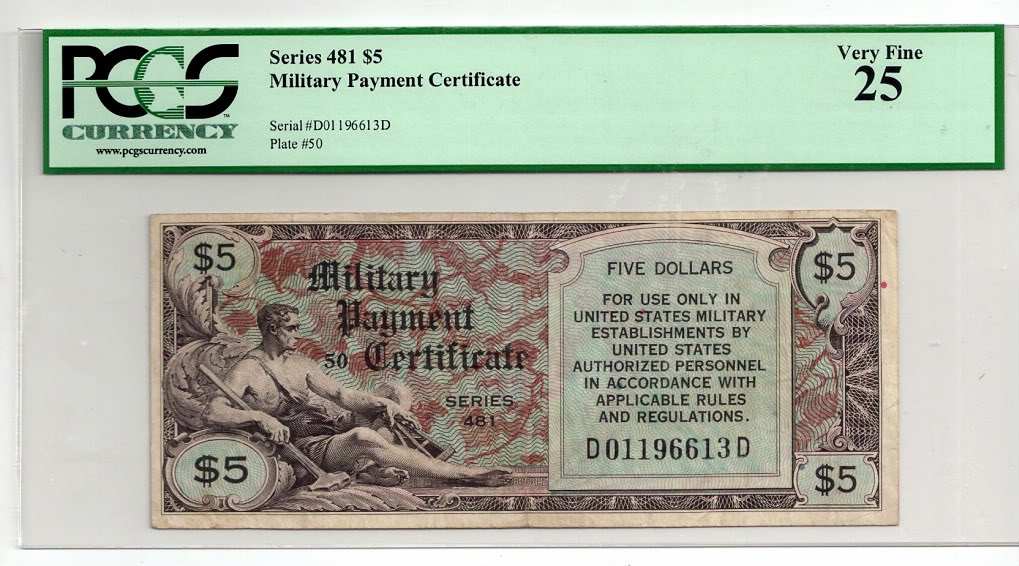 PCGS
™
CURRENCY
www.pcgscurrency.com
Series 481 $5
Military Payment Certificate
Serial #D01196613D
Plate #50
Very Fine
25
$5
Military
Payment
50 Certificate
SERIES
481
$5
FIVE DOLLARS
FOR USE ONLY IN
UNITED STATES MILITARY
ESTABLISHMENTS BY
UNITED STATES
AUTHORIZED PERSONNEL
IN ACCORDANCE WITH
APPLICABLE RULES
AND REGULATIONS.
D01196613D
$5
$5